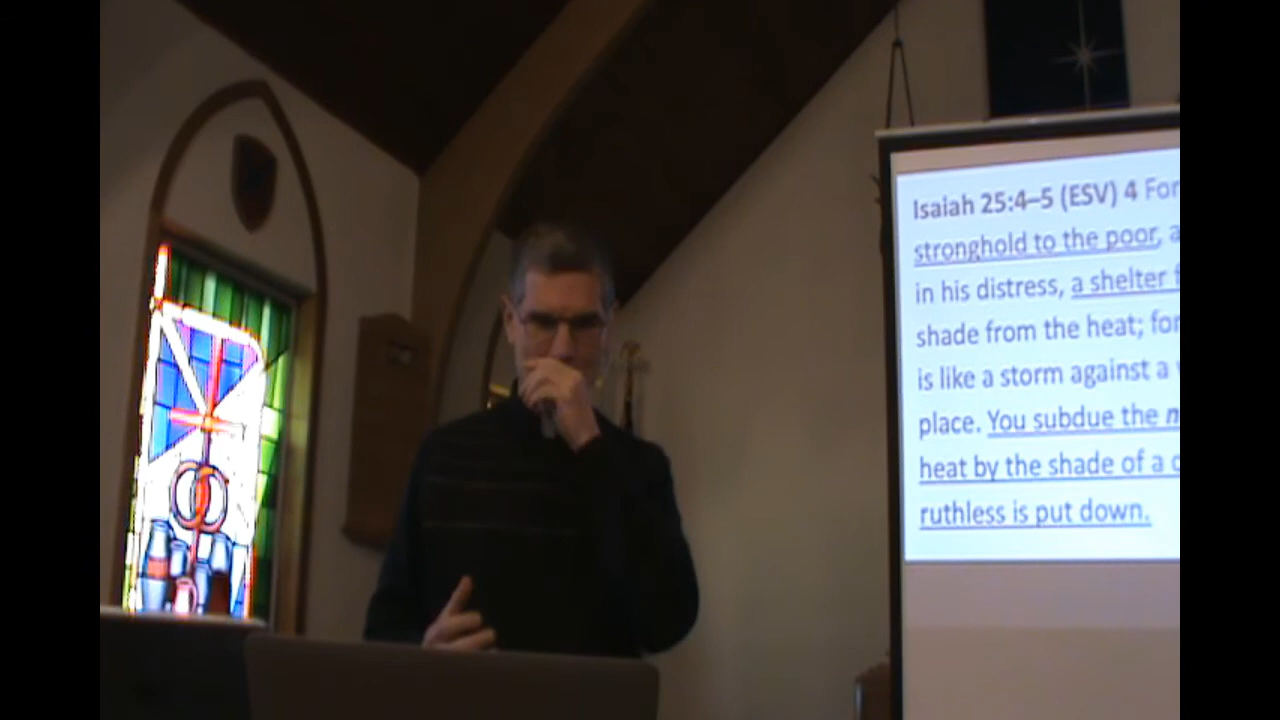 Isaiah 25:4–5 (ESV) 4 For
stronghold to the poor, a
in his distress, a shelter
shade from the heat; for
is like a storm against a
place. You subdue the
heat by the shade of a
ruthless is put down.